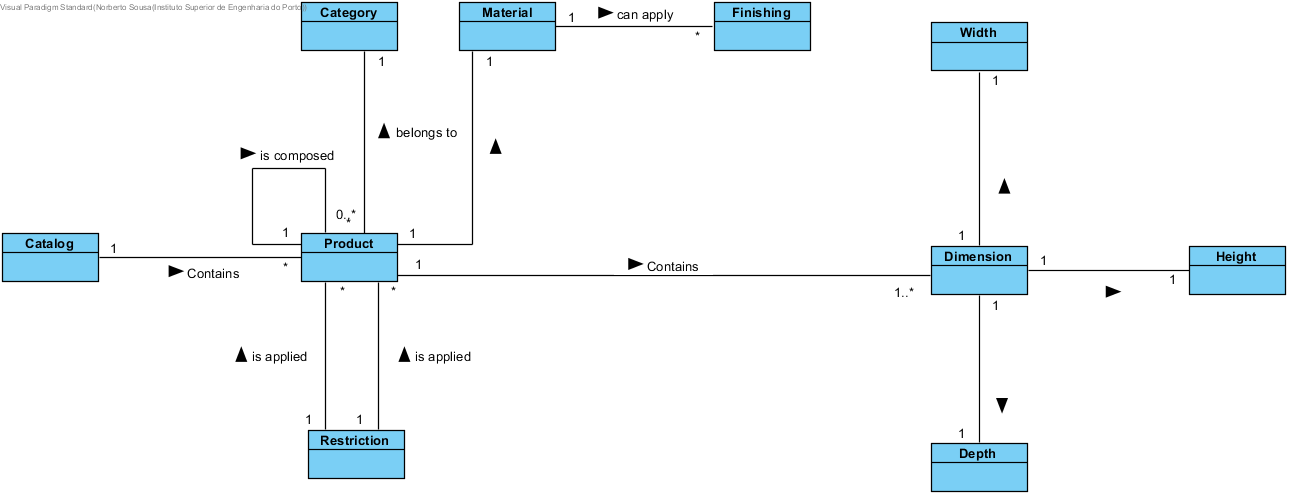 Visual Paradigm Standard(Norberto Sousa(Instituto Superior de Engenharia do Porto))
Category
Material
1
can apply
*
Finishing
Width
1
1
1
belongs to
is composed
0..*
*
1
1
1
Catalog
1
Contains
*
Product
1
Contains
1..*
Dimension
1
1
Height
*
*
1
is applied
is applied
1
1
1
Restriction
Depth